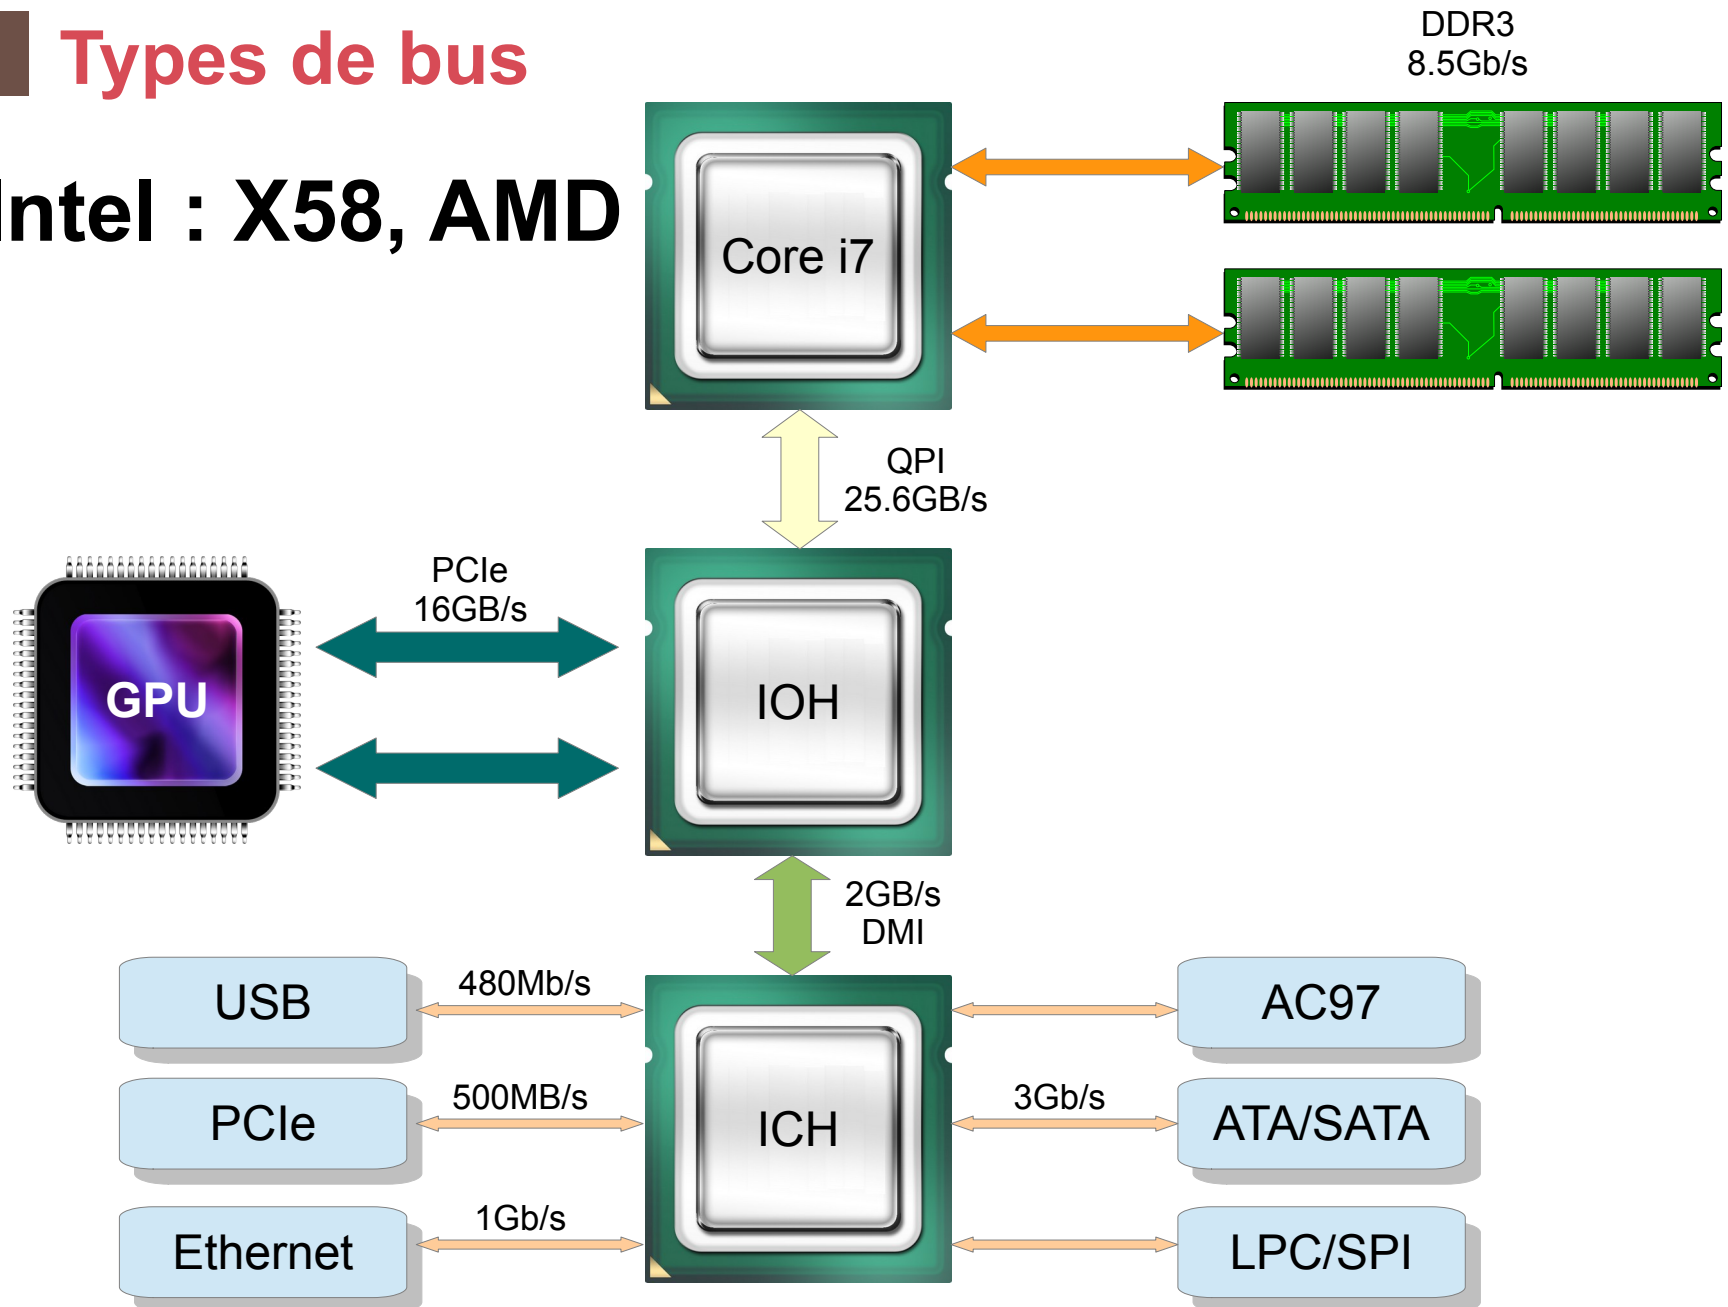 Types de bus
Intel : X58, AMD
DDR3
8.5Gb/s
Core i7
QPI
25.6GB/s
PCIe
16GB/s
GPU
IOH
2GB/s
DMI
USB
480Mb/s
AC97
PCIe
500MB/s
ICH
3Gb/s
ATA/SATA
Ethernet
1Gb/s
LPC/SPI